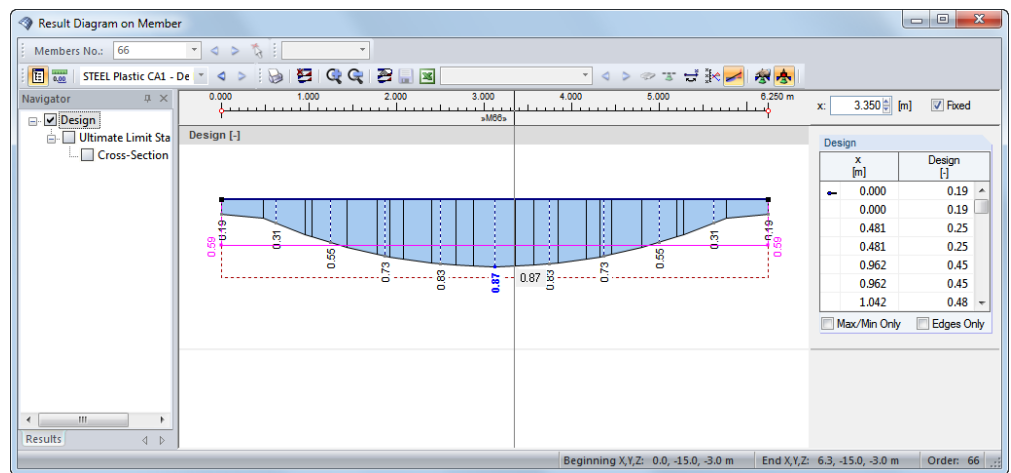 Result Diagram on Member
Members No.: 66
0,00 STEEL Plastic CA1 - De
Navigator
Design
Ultimate Limit Sta
Cross-Section
Results
0.000 1.000 2.000 3.000 4.000 5.000 6.250 m
»M66»
Design [-]
0.59 0.19 0.31 0.55 0.73 0.83 0.87 0.87 0.83 0.73 0.55 0.31 0.19 0.59
x: 3.350 [m] Fixed
Design
x Design
[m] [-]
0.000 0.19
0.000 0.19
0.481 0.25
0.481 0.25
0.962 0.45
0.962 0.45
1.042 0.48
Max/Min Only Edges Only
Beginning X,Y,Z: 0.0, -15.0, -3.0 m End X,Y,Z: 6.3, -15.0, -3.0 m Order: 66